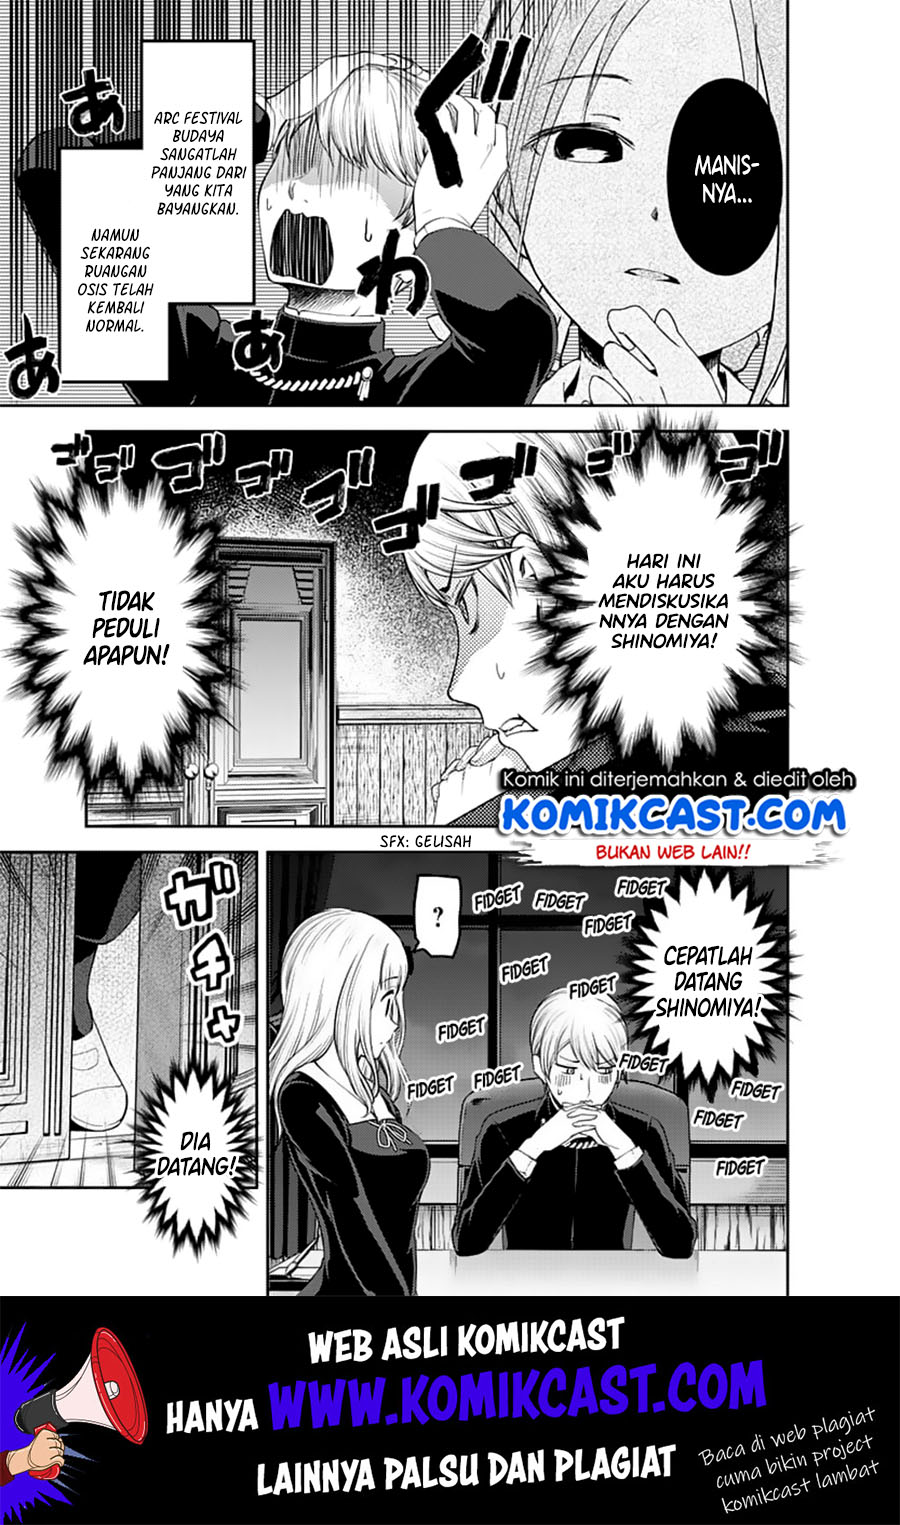 MANIS-
NYA...
ARC FESTIVAL
BUDAYA
SANGATLAH
PANJANG DARI
YANG KITA
BAYANGKAN.
NAMUN
SEKARANG
RUANGAN
OSIS TELAH
KEMBALI
NORMAL.
あ
あ
あ
わ
わ
ゴ
ゴ
ゴ
ゴ
ゴ
ゴ
ゴ
ゴ
HARI INI
AKU HARUS
MENDISKUSIKA
NNYA DENGAN
SHINOMIYA!
TIDAK
PEDULI
APAPUN!
Komik ini diterjemahkan & diedit oleh
KOMIKCAST.COM
BUKAN WEB LAIN!!
SFX: GELISAH
CEPATLAH
DATANG
SHINOMIYA!
?
FIDGET
FIDGET
FIDGET
FIDGET
FIDGET
FIDGET
FIDGET
FIDGET
FIDGET
FIDGET
FIDGET
FIDGET
FIDGET
ガチャ
DIA
DATANG!
WEB ASLI KOMIKCAST
HANYA WWW.KOMIKCAST.COM
LAINNYA PALSU DAN PLAGIAT
Baca di web plagiat
cuma bikin project
komikcast lambat